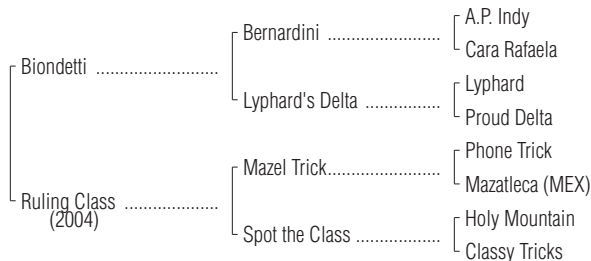 A.P. Indy
Bernardini ......................
Cara Rafaela
Biondetti ..........................
Lyphard
Lyphard's Delta ................
Proud Delta
Phone Trick
Mazel Trick.......................
Mazatleca (MEX)
Ruling Class ....................
(2004)
Holy Mountain
Spot the Class .................
Classy Tricks